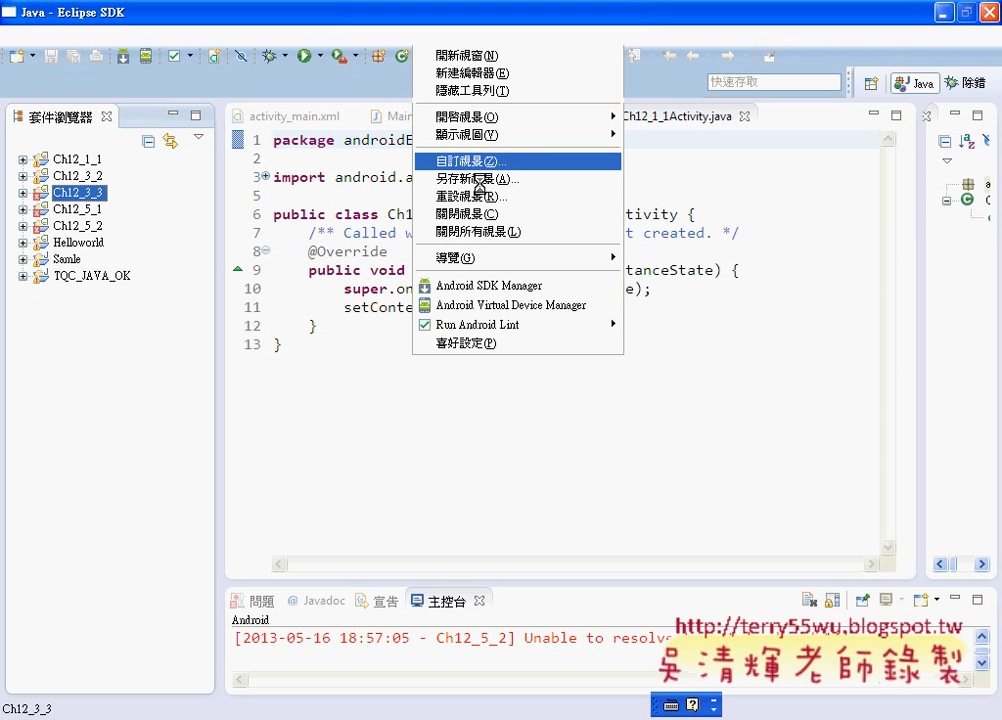 Java - Eclipse SDK
快速存取
Java
除錯
套件瀏覽器
Ch12_1_1
Ch12_3_2
Ch12_3_3
Ch12_5_1
Ch12_5_2
Helloworld
Samle
TQC_JAVA_OK
activity_main.xml
Main
Ch12_1_1Activity.java
1 package androidE
2
3 import android.a
5
6 public class Ch1 tivity {
7 /** Called w t created. */
8 @Override
9 public void tanceState) {
10 super.on e);
11 setConte
12 }
13 }
開新視窗(N)
新建編輯器(E)
隱藏工具列(T)
開啓視景(O)
顯示視圖(V)
自訂視景(Z)...
另存新視景(A)...
重設視景(R)...
關閉視景(C)
關閉所有視景(L)
導覽(G)
Android SDK Manager
Android Virtual Device Manager
Run Android Lint
喜好設定(P)
問題
@ Javadoc
宣告
主控台
Android
[2013-05-16 18:57:05 - Ch12_5_2] Unable to resolve
http://terry55wu.blogspot.tw
吳清輝老師錄製
Ch12_3_3